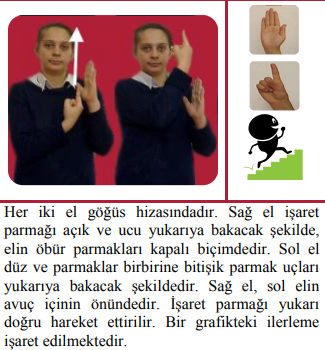 Her iki el göğüs hizasındadır. Sağ el işaret
parmağı açık ve ucu yukarıya bakacak şekilde,
elin öbür parmakları kapalı biçimdedir. Sol el
düz ve parmaklar birbirine bitişik parmak uçları
yukarıya bakacak şekildedir. Sağ el, sol elin
avuç içinin önündedir. İşaret parmağı yukarı
doğru hareket ettirilir. Bir grafikteki ilerleme
işaret edilmektedir.